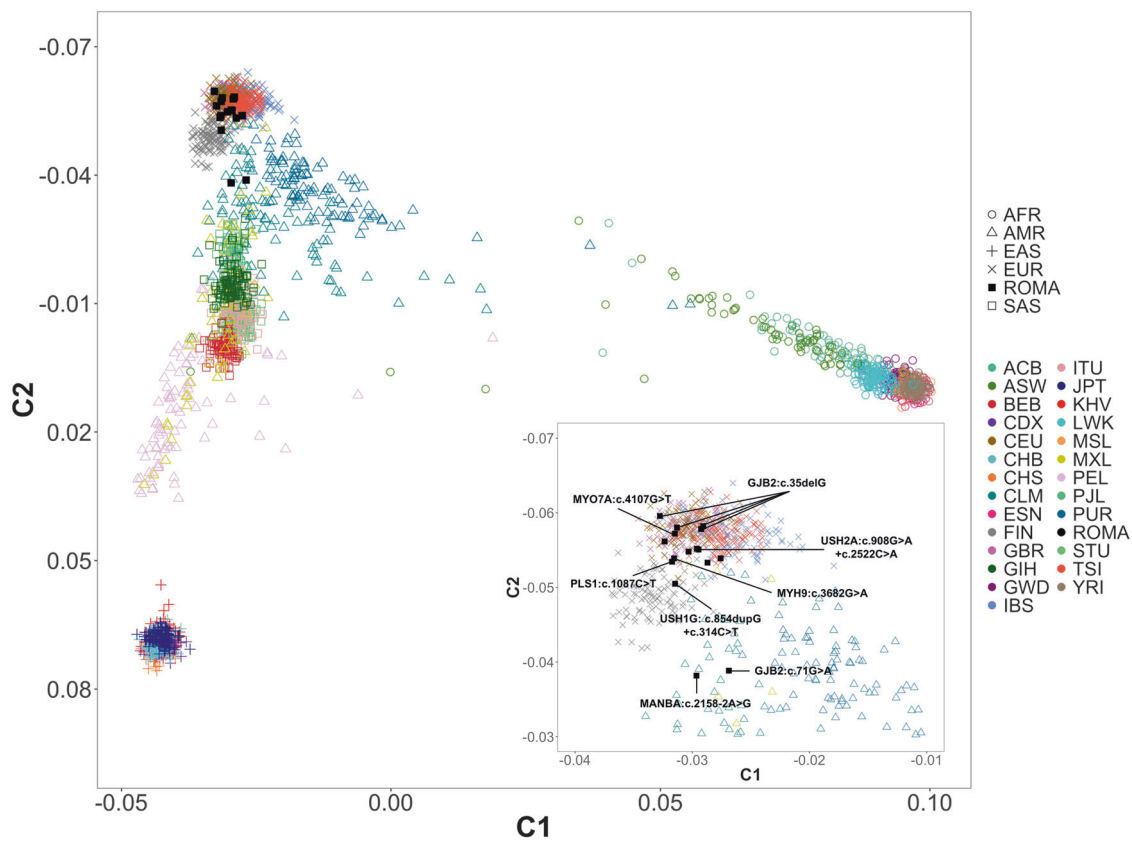 -0.07
-0.04
-0.01
0.02
0.05
0.08
C2
-0.05
0.00
0.05
0.10
C1
-0.07
-0.06
-0.05
-0.04
-0.03
C2
-0.04
-0.03
-0.02
-0.01
C1
GJB2:c.35delG
MYO7A:c.4107G>T
USH2A:c.908G>A
+c.2522C>A
PLS1:c.1087C>T
MYH9:c.3682G>A
USH1G: c.854dupG
+c.314C>T
GJB2:c.71G>A
MANBA:c.2158-2A>G
AFR
AMR
EAS
EUR
ROMA
SAS
ACB
ASW
BEB
CDX
CEU
CHB
CHS
CLM
ESN
FIN
GBR
GIH
GWD
IBS
ITU
JPT
KHV
LWK
MSL
MXL
PEL
PJL
PUR
ROMA
STU
TSI
YRI